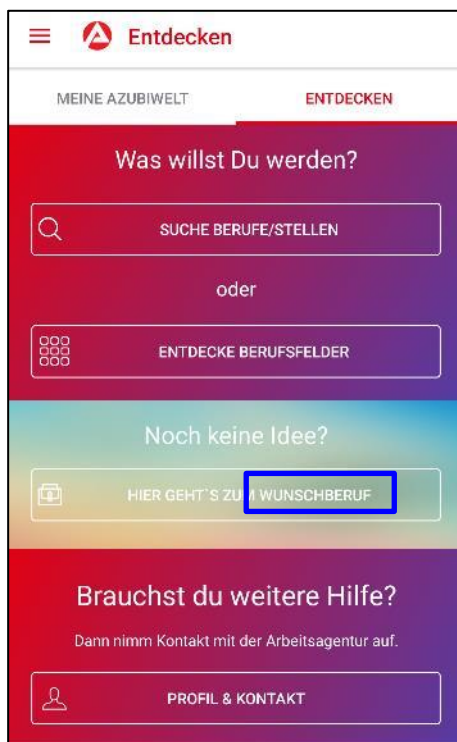 Entdecken
MEINE AZUBIWELT ENTDECKEN
Was willst Du werden?
SUCHE BERUFE/STELLEN
oder
ENTDECKE BERUFSFELDER
Noch keine Idee?
HIER GEHT`S ZUM WUNSCHBERUF
Brauchst du weitere Hilfe?
Dann nimm Kontakt mit der Arbeitsagentur auf.
PROFIL & KONTAKT